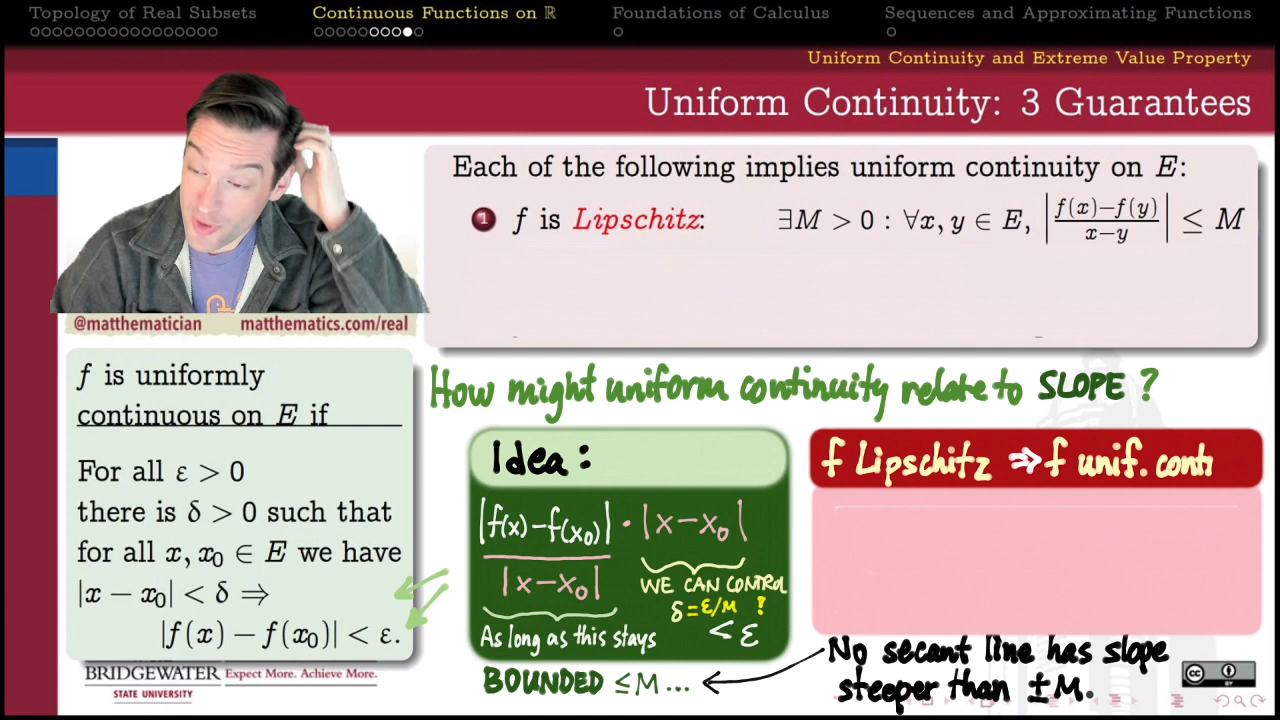 Topology of Real Subsets
Continuous Functions on ℝ
Foundations of Calculus
Sequences and Approximating Functions
Uniform Continuity and Extreme Value Property
Uniform Continuity: 3 Guarantees
Each of the following implies uniform continuity on E:
1 f is Lipschitz: ∃M > 0 : ∀x, y ∈ E, |f(x)−f(y) / x−y| ≤ M
@matthematician matthematics.com/real
f is uniformly
continuous on E if
For all ε > 0
there is δ > 0 such that
for all x, x₀ ∈ E we have
|x − x₀| < δ ⇒
|f(x) − f(x₀)| < ε.
BRIDGEWATER
STATE UNIVERSITY
Expect More. Achieve More.
How might uniform continuity relate to SLOPE ?
Idea:
|f(x)−f(x₀)| / |x−x₀| · |x−x₀|
WE CAN CONTROL
δ=ε/M !
As long as this stays
< ε
BOUNDED ≤M...
f Lipschitz ⇒ f unif. conti
No secant line has slope
steeper than ±M.
cc
BY